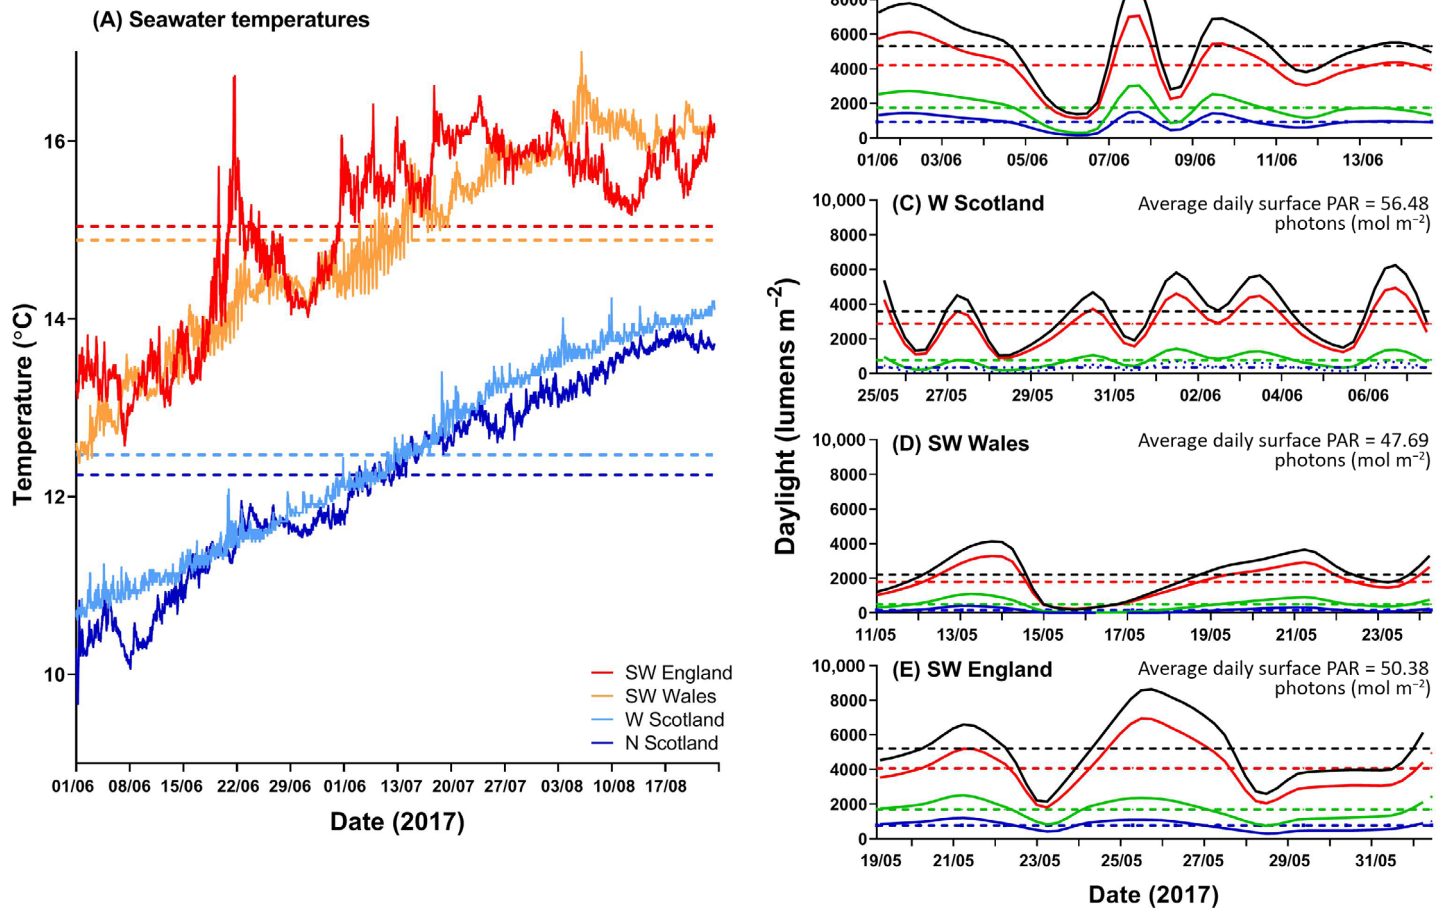 (A) Seawater temperatures
Temperature (°C)
16
14
12
10
SW England
SW Wales
W Scotland
N Scotland
01/06 08/06 15/06 22/06 29/06 01/06 13/07 20/07 27/07 03/08 10/08 17/08
Date (2017)
Daylight (lumens m−2)
8000
6000
4000
2000
0
01/06 03/06 05/06 07/06 09/06 11/06 13/06
(C) W Scotland
Average daily surface PAR = 56.48
photons (mol m−2)
10,000
8000
6000
4000
2000
0
25/05 27/05 29/05 31/05 02/06 04/06 06/06
(D) SW Wales
Average daily surface PAR = 47.69
photons (mol m−2)
10,000
8000
6000
4000
2000
0
11/05 13/05 15/05 17/05 19/05 21/05 23/05
(E) SW England
Average daily surface PAR = 50.38
photons (mol m−2)
10,000
8000
6000
4000
2000
0
19/05 21/05 23/05 25/05 27/05 29/05 31/05
Date (2017)